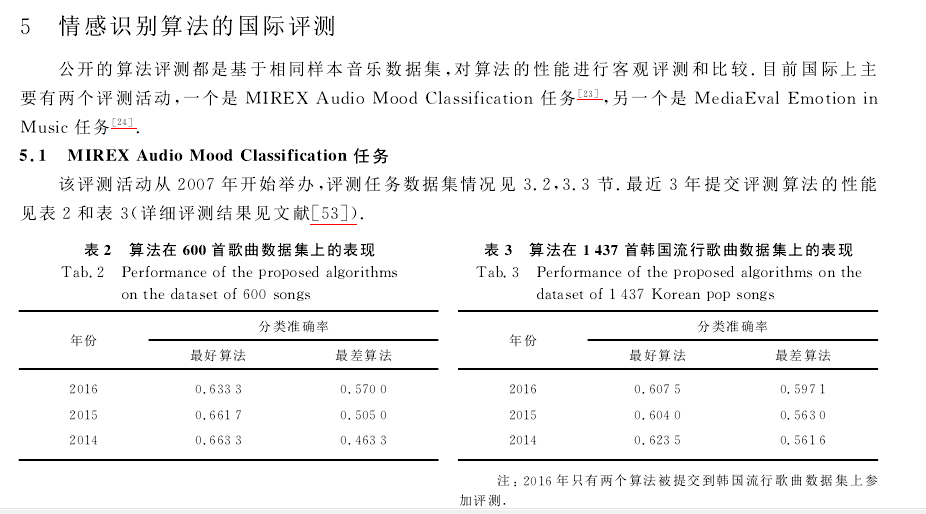 5 情感识别算法的国际评测
公开的算法评测都是基于相同样本音乐数据集,对算法的性能进行客观评测和比较.目前国际上主
要有两个评测活动,一个是 MIREX Audio Mood Classification 任务[23],另一个是 MediaEval Emotion in
Music 任务[24].
5.1 MIREX Audio Mood Classification 任务
该评测活动从 2007 年开始举办,评测任务数据集情况见 3.2,3.3 节.最近 3 年提交评测算法的性能
见表 2 和表 3(详细评测结果见文献[53]).
表 2 算法在 600 首歌曲数据集上的表现
Tab. 2 Performance of the proposed algorithms
on the dataset of 600 songs
年份 分类准确率
最好算法 最差算法
2016 0.633 3 0.570 0
2015 0.661 7 0.505 0
2014 0.663 3 0.463 3
表 3 算法在 1 437 首韩国流行歌曲数据集上的表现
Tab. 3 Performance of the proposed algorithms on the
dataset of 1 437 Korean pop songs
年份 分类准确率
最好算法 最差算法
2016 0.607 5 0.597 1
2015 0.604 0 0.563 0
2014 0.623 5 0.561 6
注:2016 年只有两个算法被提交到韩国流行歌曲数据集上参
加评测.